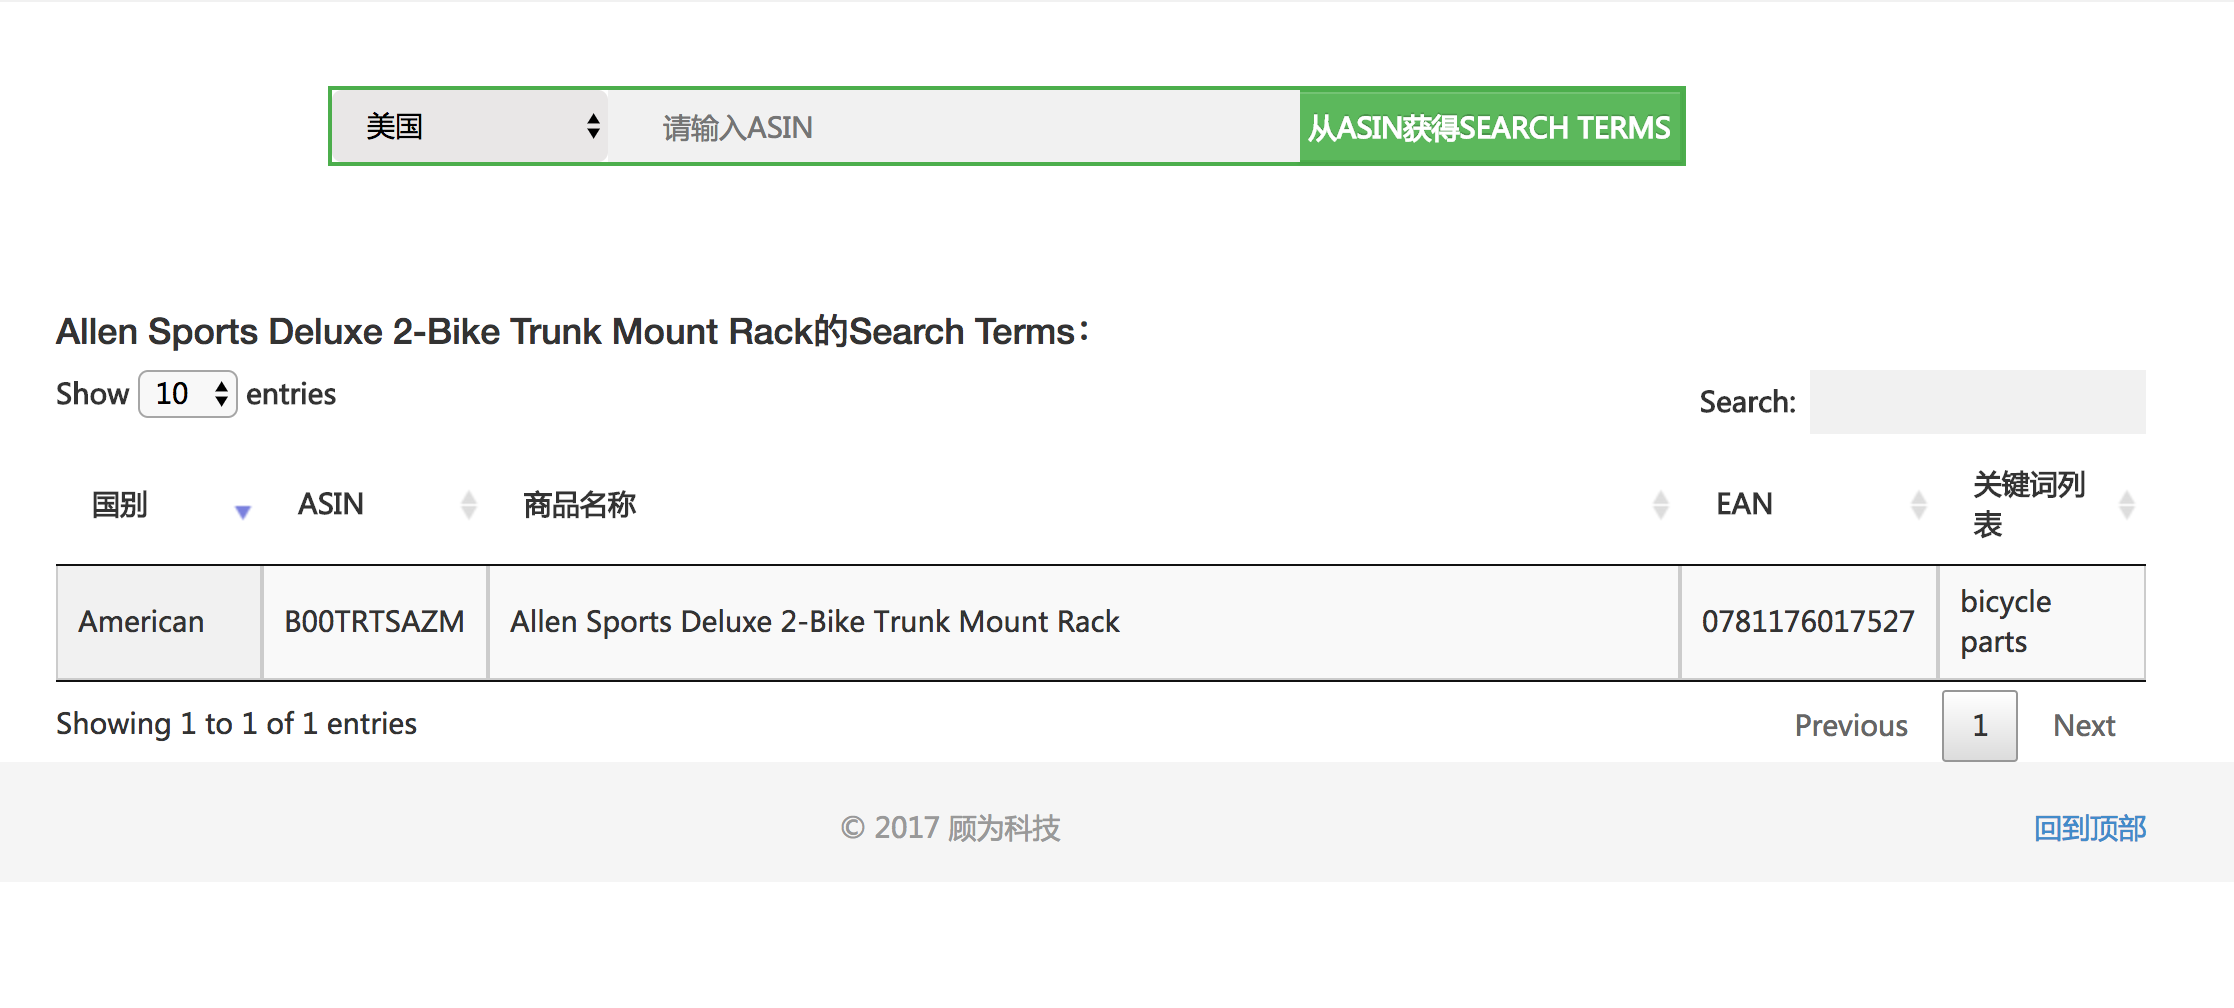 美国 请输入ASIN 从ASIN获得SEARCH TERMS
Allen Sports Deluxe 2-Bike Trunk Mount Rack的Search Terms：
Show 10 entries Search:
国别 ASIN 商品名称 EAN 关键词列
表
American B00TRTSAZM Allen Sports Deluxe 2-Bike Trunk Mount Rack 0781176017527 bicycle
parts
Showing 1 to 1 of 1 entries Previous 1 Next
© 2017 顾为科技 回到顶部